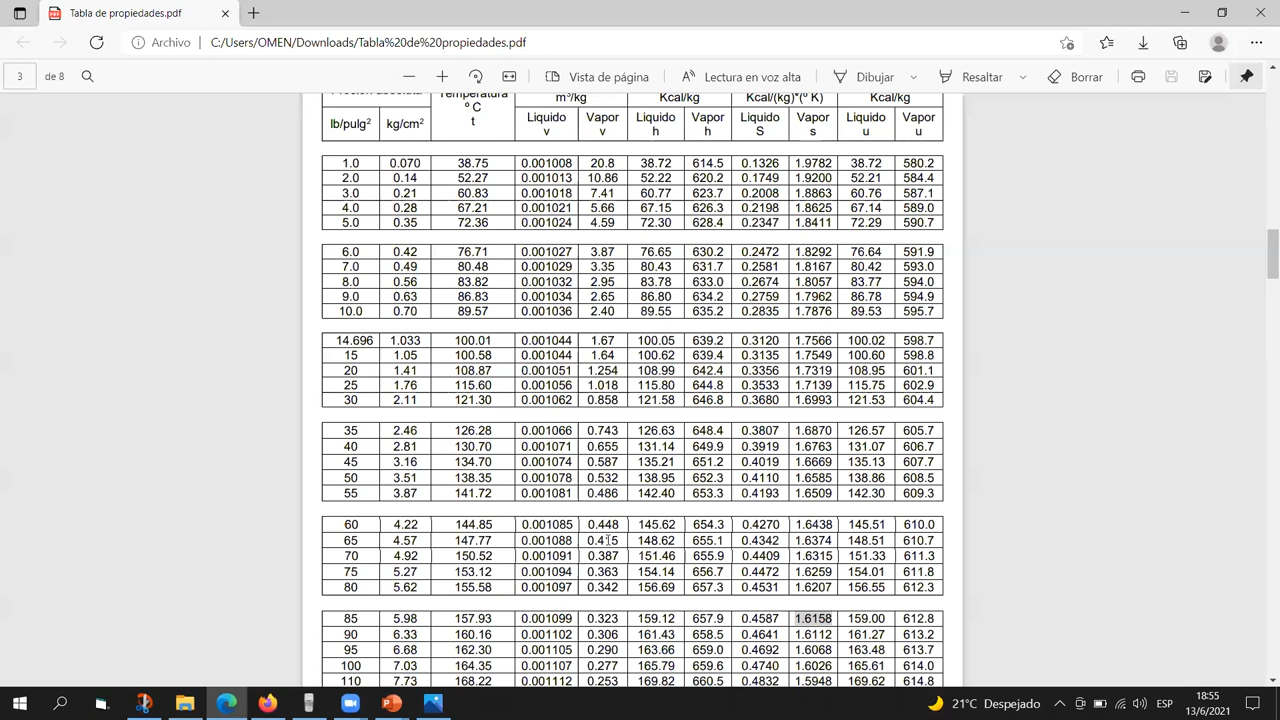 Tabla de propiedades.pdf
Archivo C:/Users/OMEN/Downloads/Tabla%20de%20propiedades.pdf
3 de 8 Vista de página Lectura en voz alta Dibujar Resaltar Borrar
Presión absoluta Temperatura m³/kg Kcal/kg Kcal/(kg)*(º K) Kcal/kg
lb/pulg² kg/cm² º C Liquido Vapor Liquido Vapor Liquido Vapor Liquido Vapor
t v v h h S s u u
1.0 0.070 38.75 0.001008 20.8 38.72 614.5 0.1326 1.9782 38.72 580.2
2.0 0.14 52.27 0.001013 10.86 52.22 620.2 0.1749 1.9200 52.21 584.4
3.0 0.21 60.83 0.001018 7.41 60.77 623.7 0.2008 1.8863 60.76 587.1
4.0 0.28 67.21 0.001021 5.66 67.15 626.3 0.2198 1.8625 67.14 589.0
5.0 0.35 72.36 0.001024 4.59 72.30 628.4 0.2347 1.8411 72.29 590.7
6.0 0.42 76.71 0.001027 3.87 76.65 630.2 0.2472 1.8292 76.64 591.9
7.0 0.49 80.48 0.001029 3.35 80.43 631.7 0.2581 1.8167 80.42 593.0
8.0 0.56 83.82 0.001032 2.95 83.78 633.0 0.2674 1.8057 83.77 594.0
9.0 0.63 86.83 0.001034 2.65 86.80 634.2 0.2759 1.7962 86.78 594.9
10.0 0.70 89.57 0.001036 2.40 89.55 635.2 0.2835 1.7876 89.53 595.7
14.696 1.033 100.01 0.001044 1.67 100.05 639.2 0.3120 1.7566 100.02 598.7
15 1.05 100.58 0.001044 1.64 100.62 639.4 0.3135 1.7549 100.60 598.8
20 1.41 108.87 0.001051 1.254 108.99 642.4 0.3356 1.7319 108.95 601.1
25 1.76 115.60 0.001056 1.018 115.80 644.8 0.3533 1.7139 115.75 602.9
30 2.11 121.30 0.001062 0.858 121.58 646.8 0.3680 1.6993 121.53 604.4
35 2.46 126.28 0.001066 0.743 126.63 648.4 0.3807 1.6870 126.57 605.7
40 2.81 130.70 0.001071 0.655 131.14 649.9 0.3919 1.6763 131.07 606.7
45 3.16 134.70 0.001074 0.587 135.21 651.2 0.4019 1.6669 135.13 607.7
50 3.51 138.35 0.001078 0.532 138.95 652.3 0.4110 1.6585 138.86 608.5
55 3.87 141.72 0.001081 0.486 142.40 653.3 0.4193 1.6509 142.30 609.3
60 4.22 144.85 0.001085 0.448 145.62 654.3 0.4270 1.6438 145.51 610.0
65 4.57 147.77 0.001088 0.415 148.62 655.1 0.4342 1.6374 148.51 610.7
70 4.92 150.52 0.001091 0.387 151.46 655.9 0.4409 1.6315 151.33 611.3
75 5.27 153.12 0.001094 0.363 154.14 656.7 0.4472 1.6259 154.01 611.8
80 5.62 155.58 0.001097 0.342 156.69 657.3 0.4531 1.6207 156.55 612.3
85 5.98 157.93 0.001099 0.323 159.12 657.9 0.4587 1.6158 159.00 612.8
90 6.33 160.16 0.001102 0.306 161.43 658.5 0.4641 1.6112 161.27 613.2
95 6.68 162.30 0.001105 0.290 163.66 659.0 0.4692 1.6068 163.48 613.7
100 7.03 164.35 0.001107 0.277 165.79 659.6 0.4740 1.6026 165.61 614.0
110 7.73 168.22 0.001112 0.253 169.82 660.5 0.4832 1.5948 169.62 614.8
21°C Despejado ESP 18:55
13/6/2021